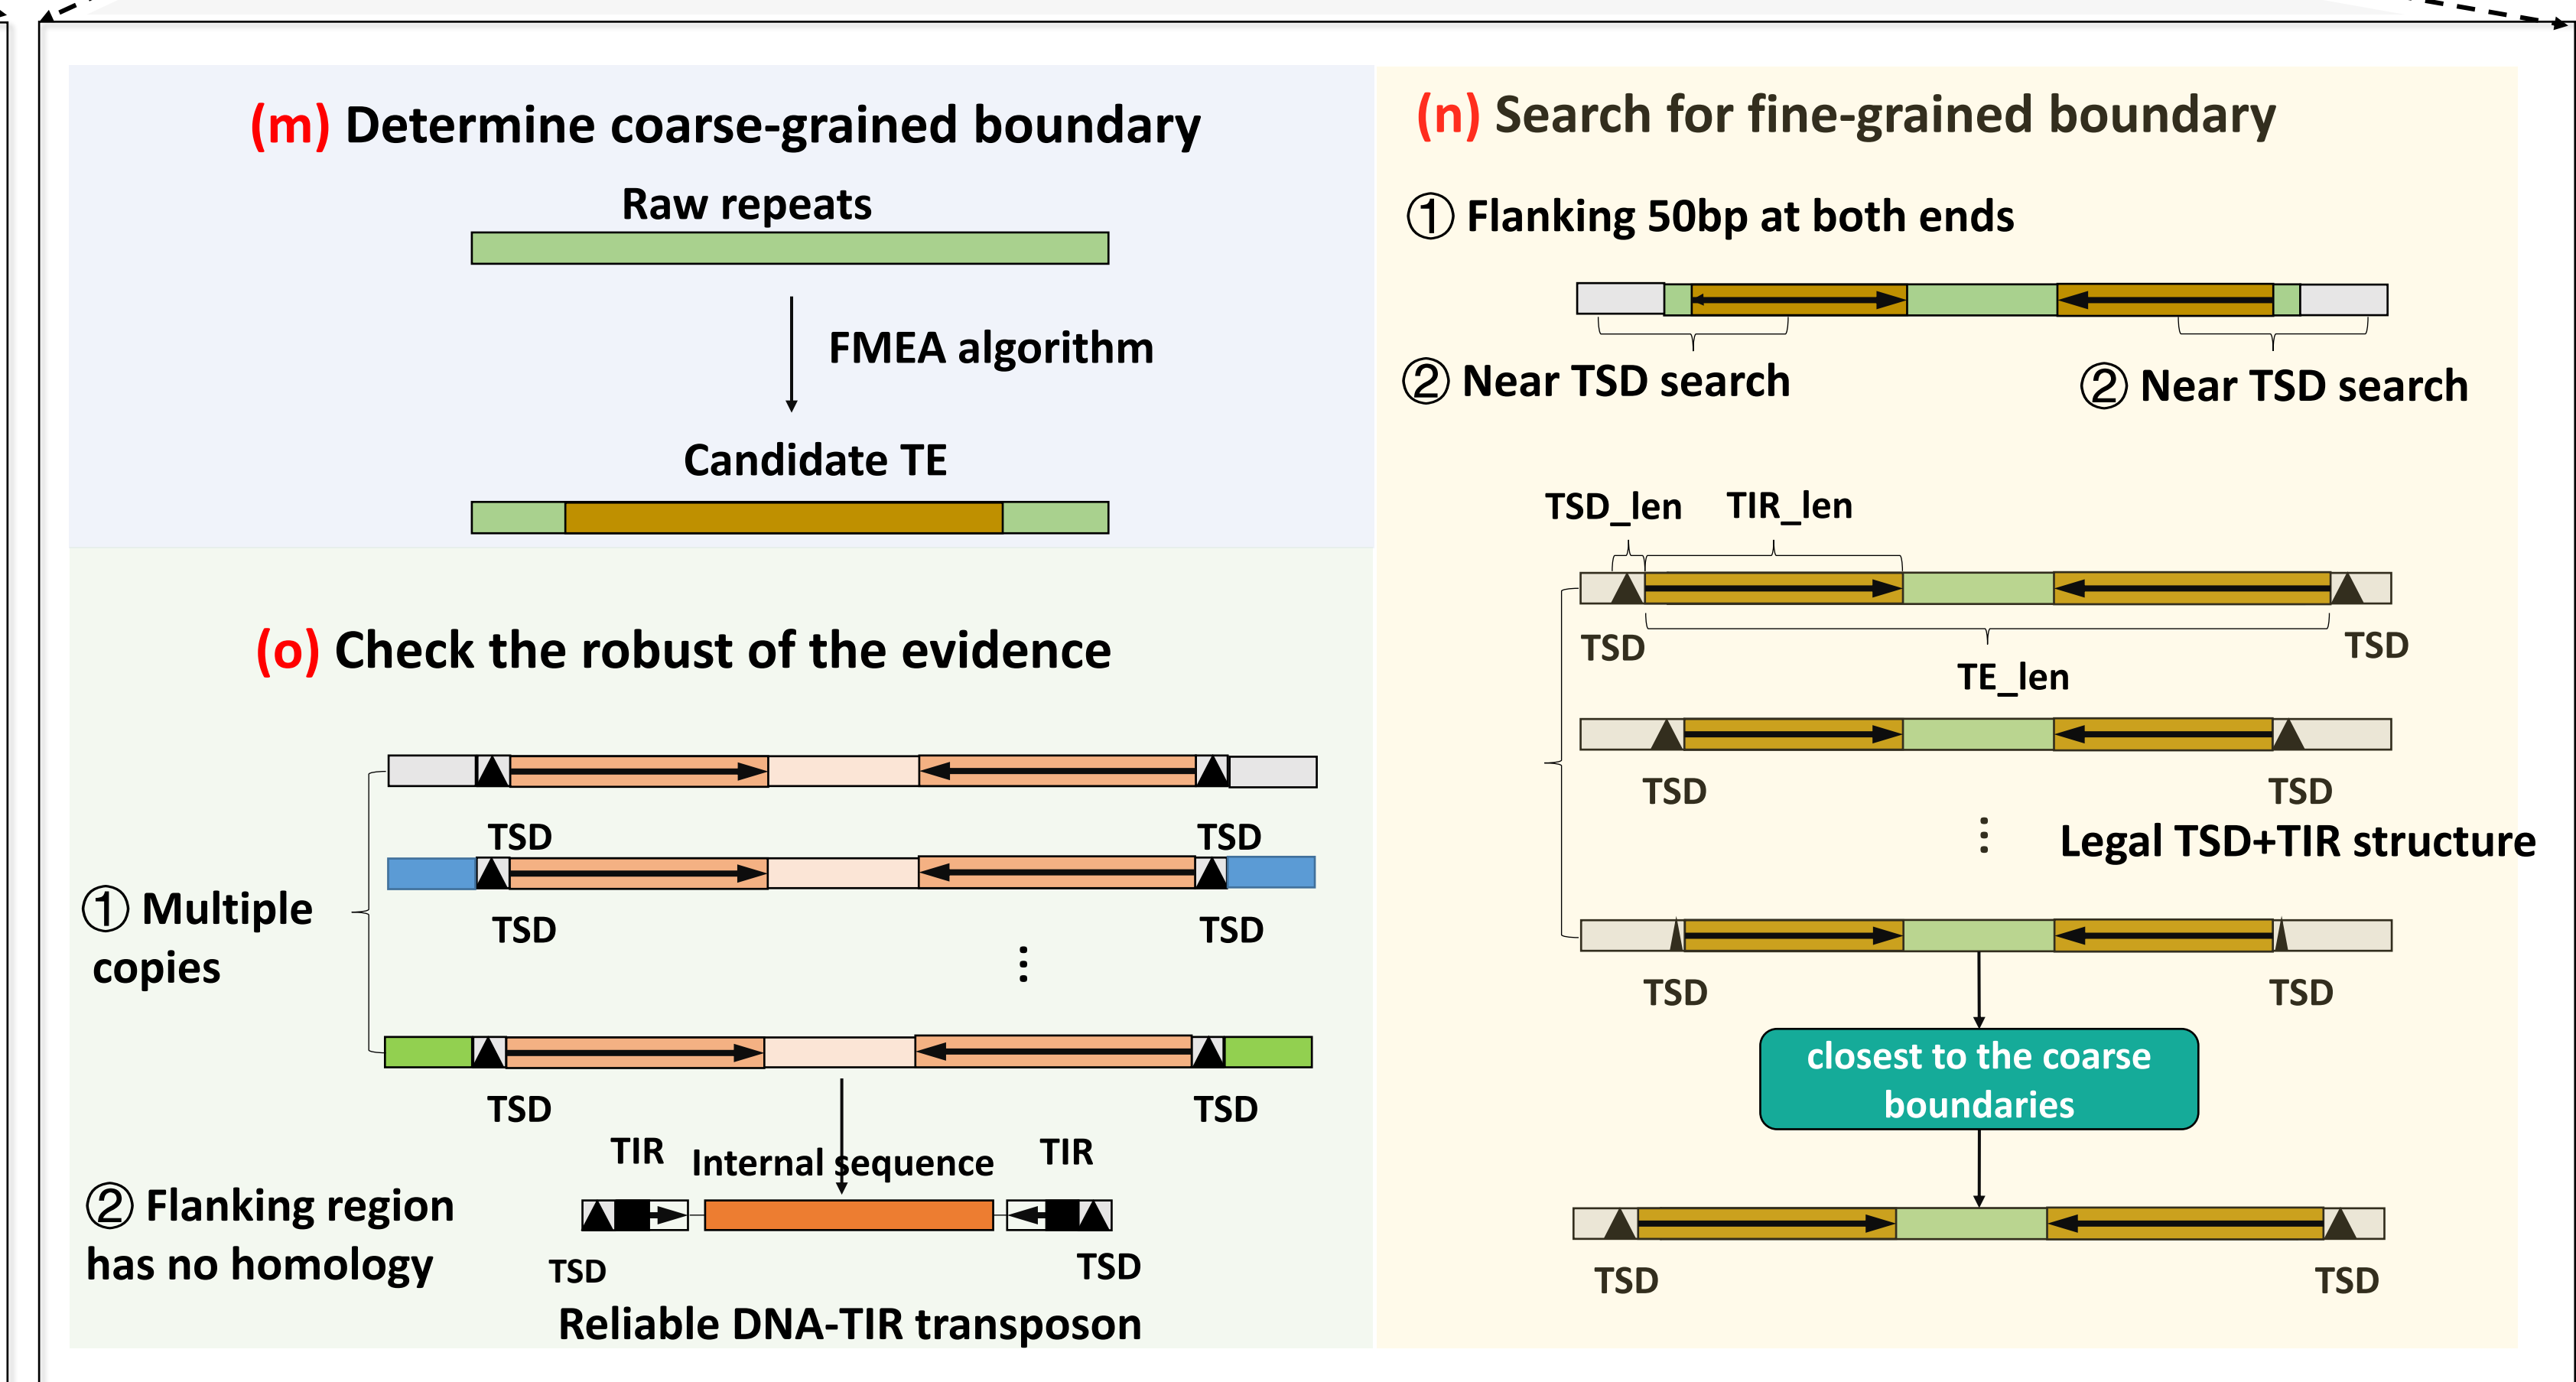 (m) Determine coarse-grained boundary
Raw repeats
FMEA algorithm
Candidate TE
(n) Search for fine-grained boundary
① Flanking 50bp at both ends
② Near TSD search
② Near TSD search
TSD_len
TIR_len
TSD
TSD
TE_len
TSD
TSD
⋮
Legal TSD+TIR structure
TSD
TSD
closest to the coarse
boundaries
TSD
TSD
(o) Check the robust of the evidence
TSD
TSD
① Multiple
copies
TSD
TSD
⋮
TSD
TSD
TIR
Internal sequence
TIR
② Flanking region
has no homology
TSD
TSD
Reliable DNA-TIR transposon